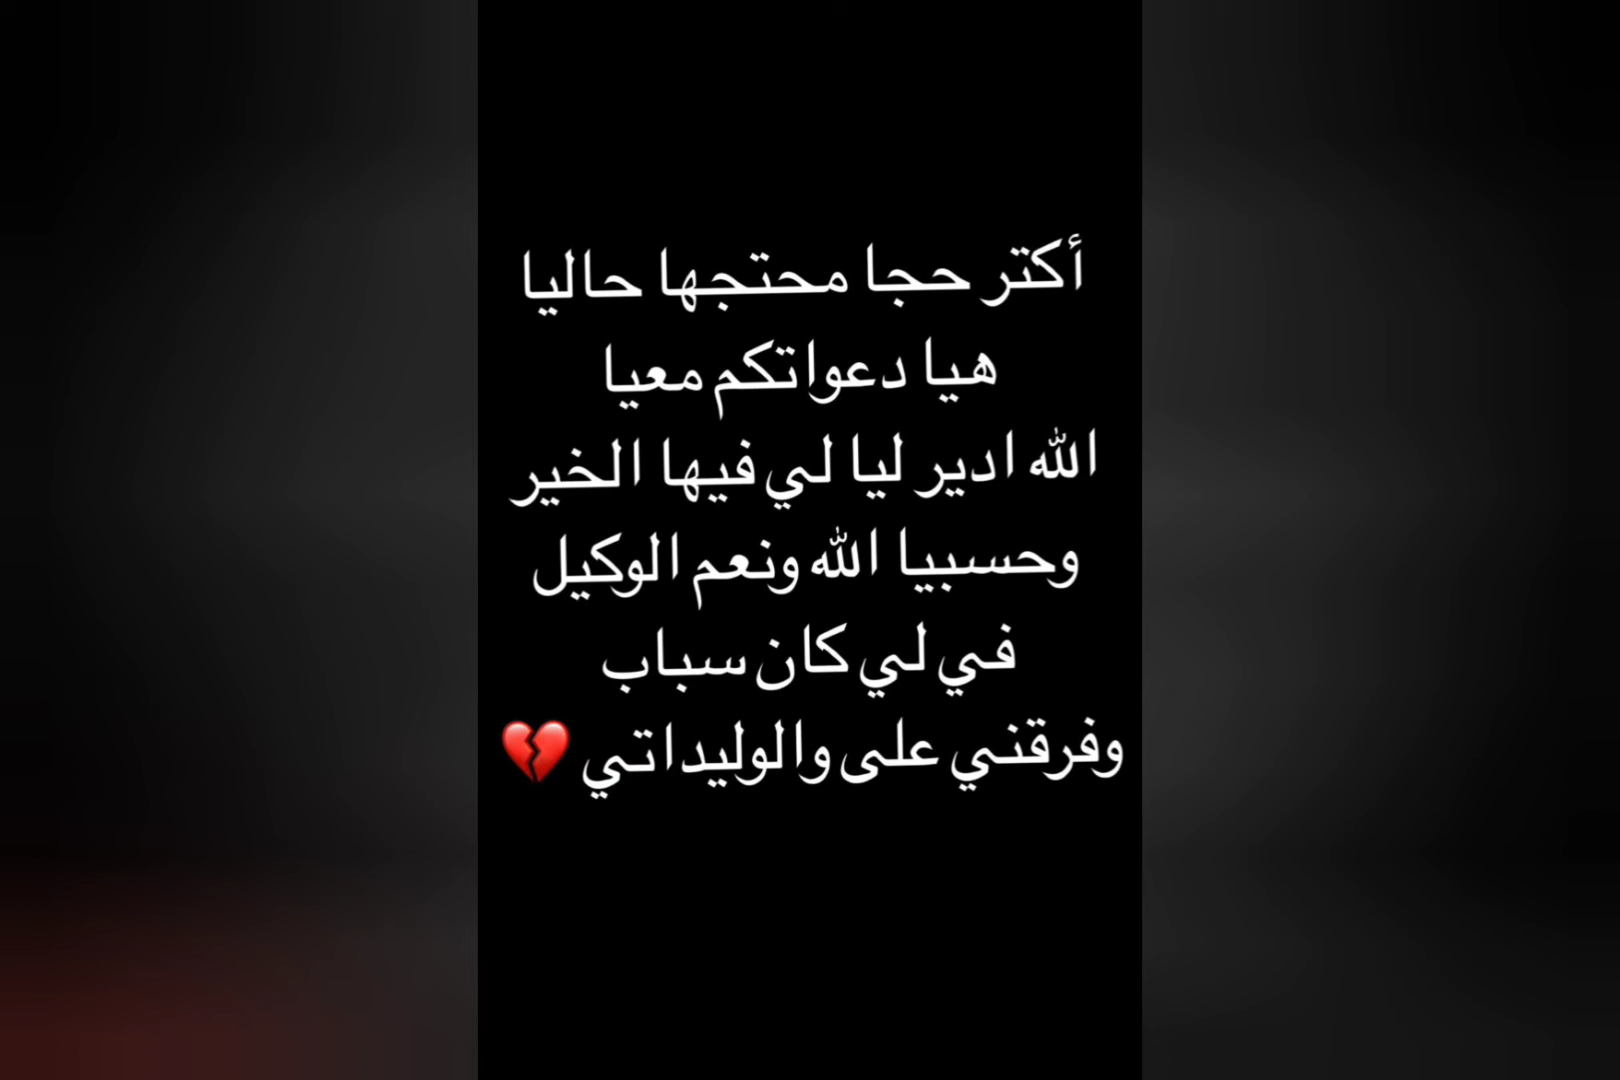 أكتر حجا محتجها حاليا
هيا دعواتكم معيا
الله ادير ليا لي فيها الخير
وحسبيا الله ونعم الوكيل
في لي كان سباب
وفرقني على والوليداتي 💔